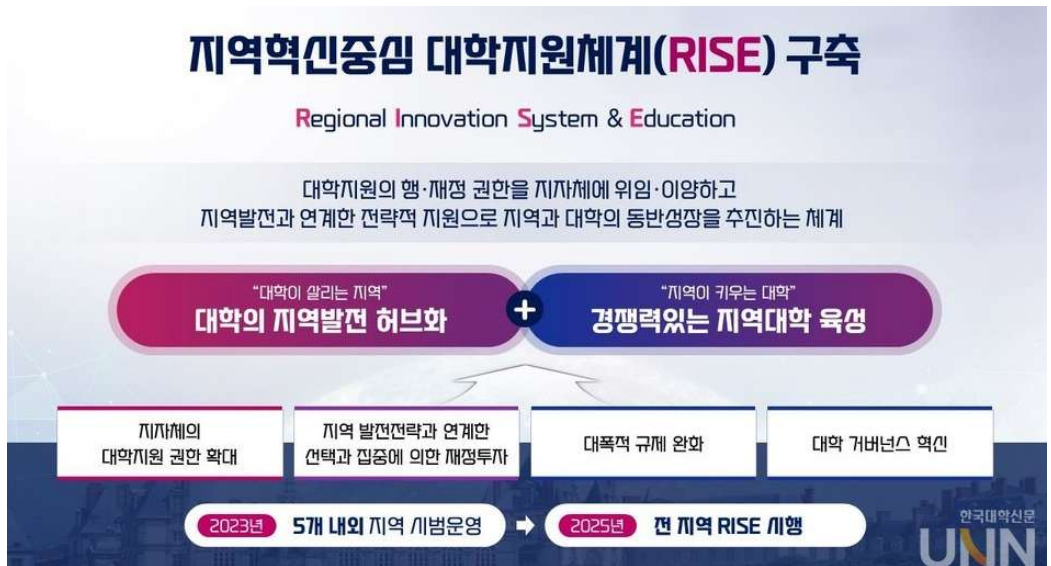 지역혁신중심 대학지원체계(RISE) 구축
Regional Innovation System & Education
대학지원의 행·재정 권한을 지자체에 위임·이양하고
지역발전과 연계한 전략적 지원으로 지역과 대학의 동반성장을 추진하는 체계
“대학이 살리는 지역”
대학의 지역발전 허브화
+
“지역이 키우는 대학”
경쟁력있는 지역대학 육성
지자체의
대학지원 권한 확대
지역 발전전략과 연계한
선택과 집중에 의한 재정투자
대폭적 규제 완화
대학 거버넌스 혁신
2023년 5개 내외 지역 시범운영
2025년 전 지역 RISE 시행
한국대학신문
UNN